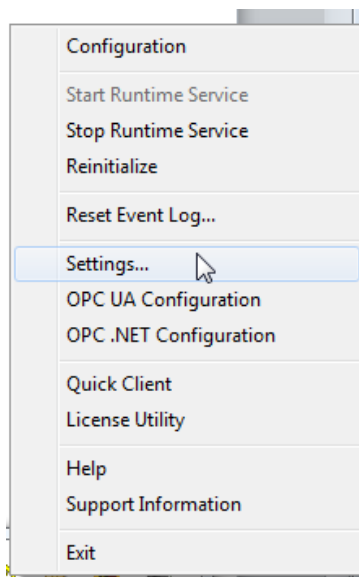 Configuration
Start Runtime Service
Stop Runtime Service
Reinitialize
Reset Event Log...
Settings...
OPC UA Configuration
OPC .NET Configuration
Quick Client
License Utility
Help
Support Information
Exit